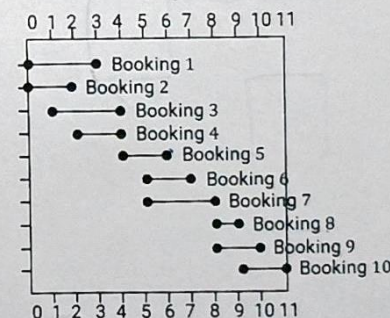 0 1 2 3 4 5 6 7 8 9 10 11
Booking 1
Booking 2
Booking 3
Booking 4
Booking 5
Booking 6
Booking 7
Booking 8
Booking 9
Booking 10
0 1 2 3 4 5 6 7 8 9 10 11